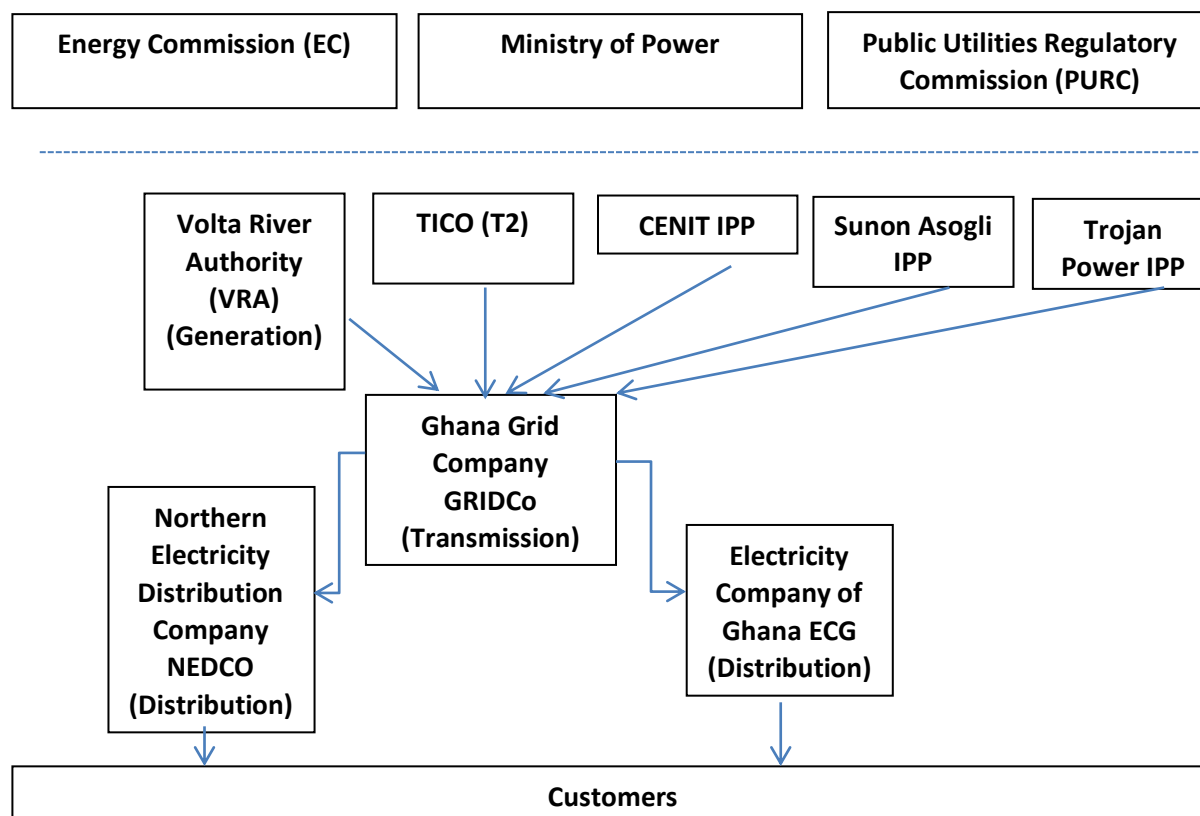 Energy Commission (EC)
Ministry of Power
Public Utilities Regulatory
Commission (PURC)
Volta River
Authority
(VRA)
(Generation)
TICO (T2)
CENIT IPP
Sunon Asogli
IPP
Trojan
Power IPP
Ghana Grid
Company
GRIDCo
(Transmission)
Northern
Electricity
Distribution
Company
NEDCO
(Distribution)
Electricity
Company of
Ghana ECG
(Distribution)
Customers